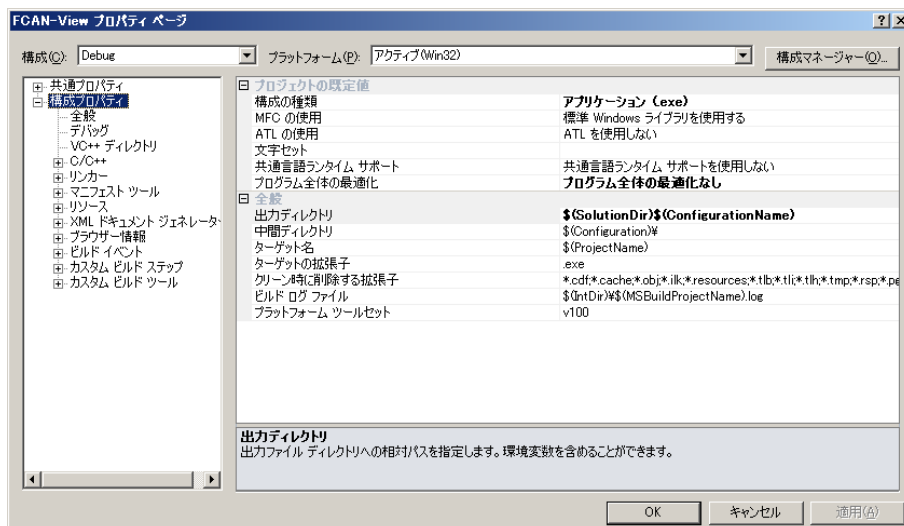 FCAN-View プロパティ ページ
構成(C): Debug プラットフォーム(P): アクティブ(Win32) 構成マネージャー(O)...
共通プロパティ
構成プロパティ
全般
デバッグ
VC++ ディレクトリ
C/C++
リンカー
マニフェスト ツール
リソース
XML ドキュメント ジェネレータ
ブラウザー情報
ビルド イベント
カスタム ビルド ステップ
カスタム ビルド ツール
プロジェクトの既定値
構成の種類 アプリケーション (.exe)
MFC の使用 標準 Windows ライブラリを使用する
ATL の使用 ATL を使用しない
文字セット
共通言語ランタイム サポート 共通言語ランタイム サポートを使用しない
プログラム全体の最適化 プログラム全体の最適化なし
全般
出力ディレクトリ $(SolutionDir)$(ConfigurationName)
中間ディレクトリ $(Configuration)¥
ターゲット名 $(ProjectName)
ターゲットの拡張子 .exe
クリーン時に削除する拡張子 *.cdf;*.cache;*.obj;*.ilk;*.resources;*.tlb;*.tli;*.tlh;*.tmp;*.rsp;*.pe
ビルド ログ ファイル $(IntDir)¥$(MSBuildProjectName).log
プラットフォーム ツールセット v100
出力ディレクトリ
出力ファイル ディレクトリへの相対パスを指定します。環境変数を含めることができます。
OK キャンセル 適用(A)